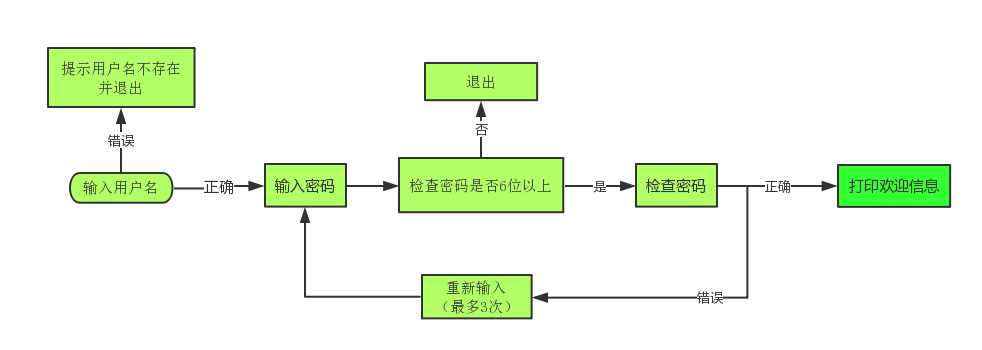 提示用户名不存在
并退出
退出
错误
否
输入用户名
正确
输入密码
检查密码是否6位以上
是
检查密码
正确
打印欢迎信息
重新输入
（最多3次）
错误